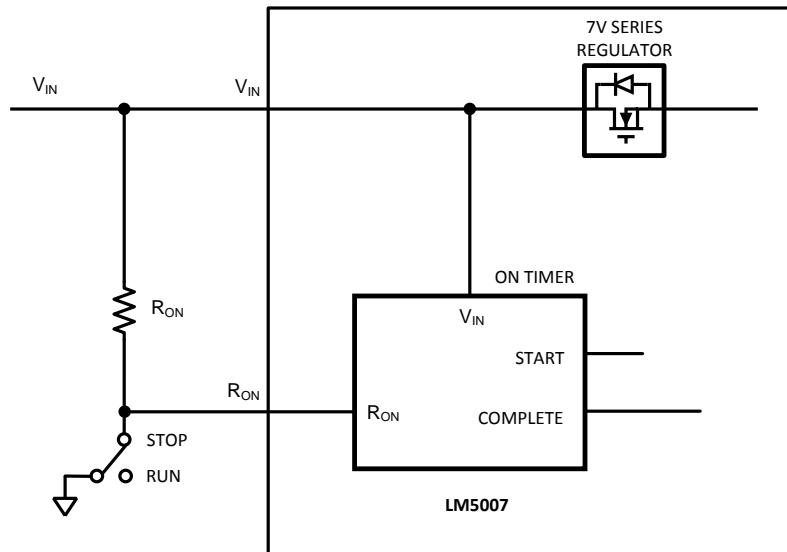 7V SERIES
REGULATOR
VIN
VIN
ON TIMER
VIN
RON
START
RON
RON
COMPLETE
STOP
RUN
LM5007